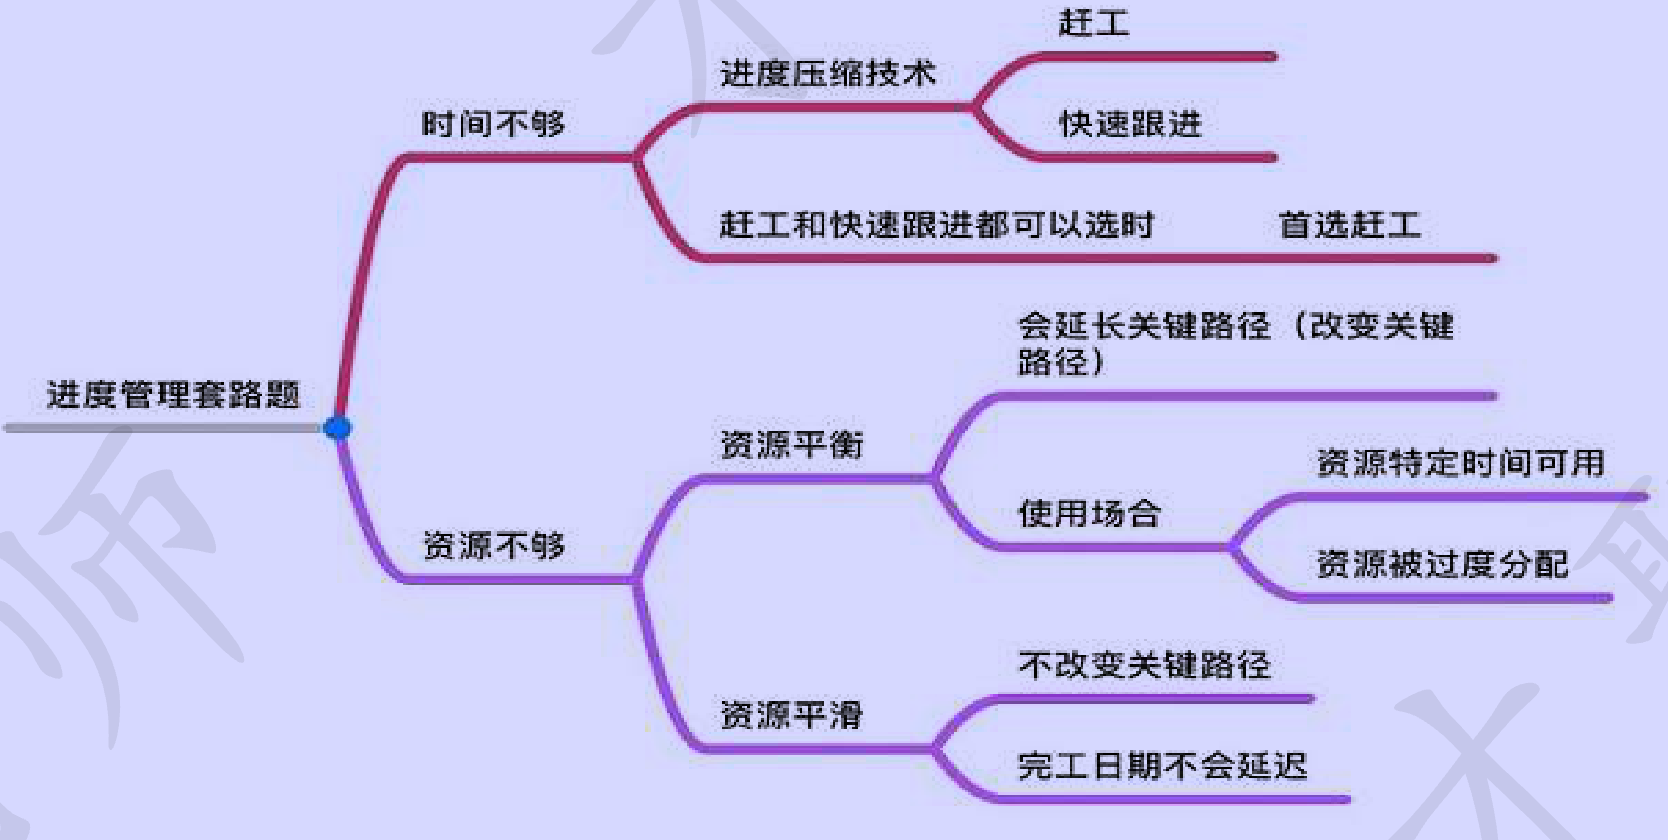 赶工
进度压缩技术
时间不够
快速跟进
赶工和快速跟进都可以选时 首选赶工
会延长关键路径（改变关键
路径）
进度管理套路题
资源平衡
资源特定时间可用
使用场合
资源不够
资源被过度分配
不改变关键路径
资源平滑
完工日期不会延迟
师
才